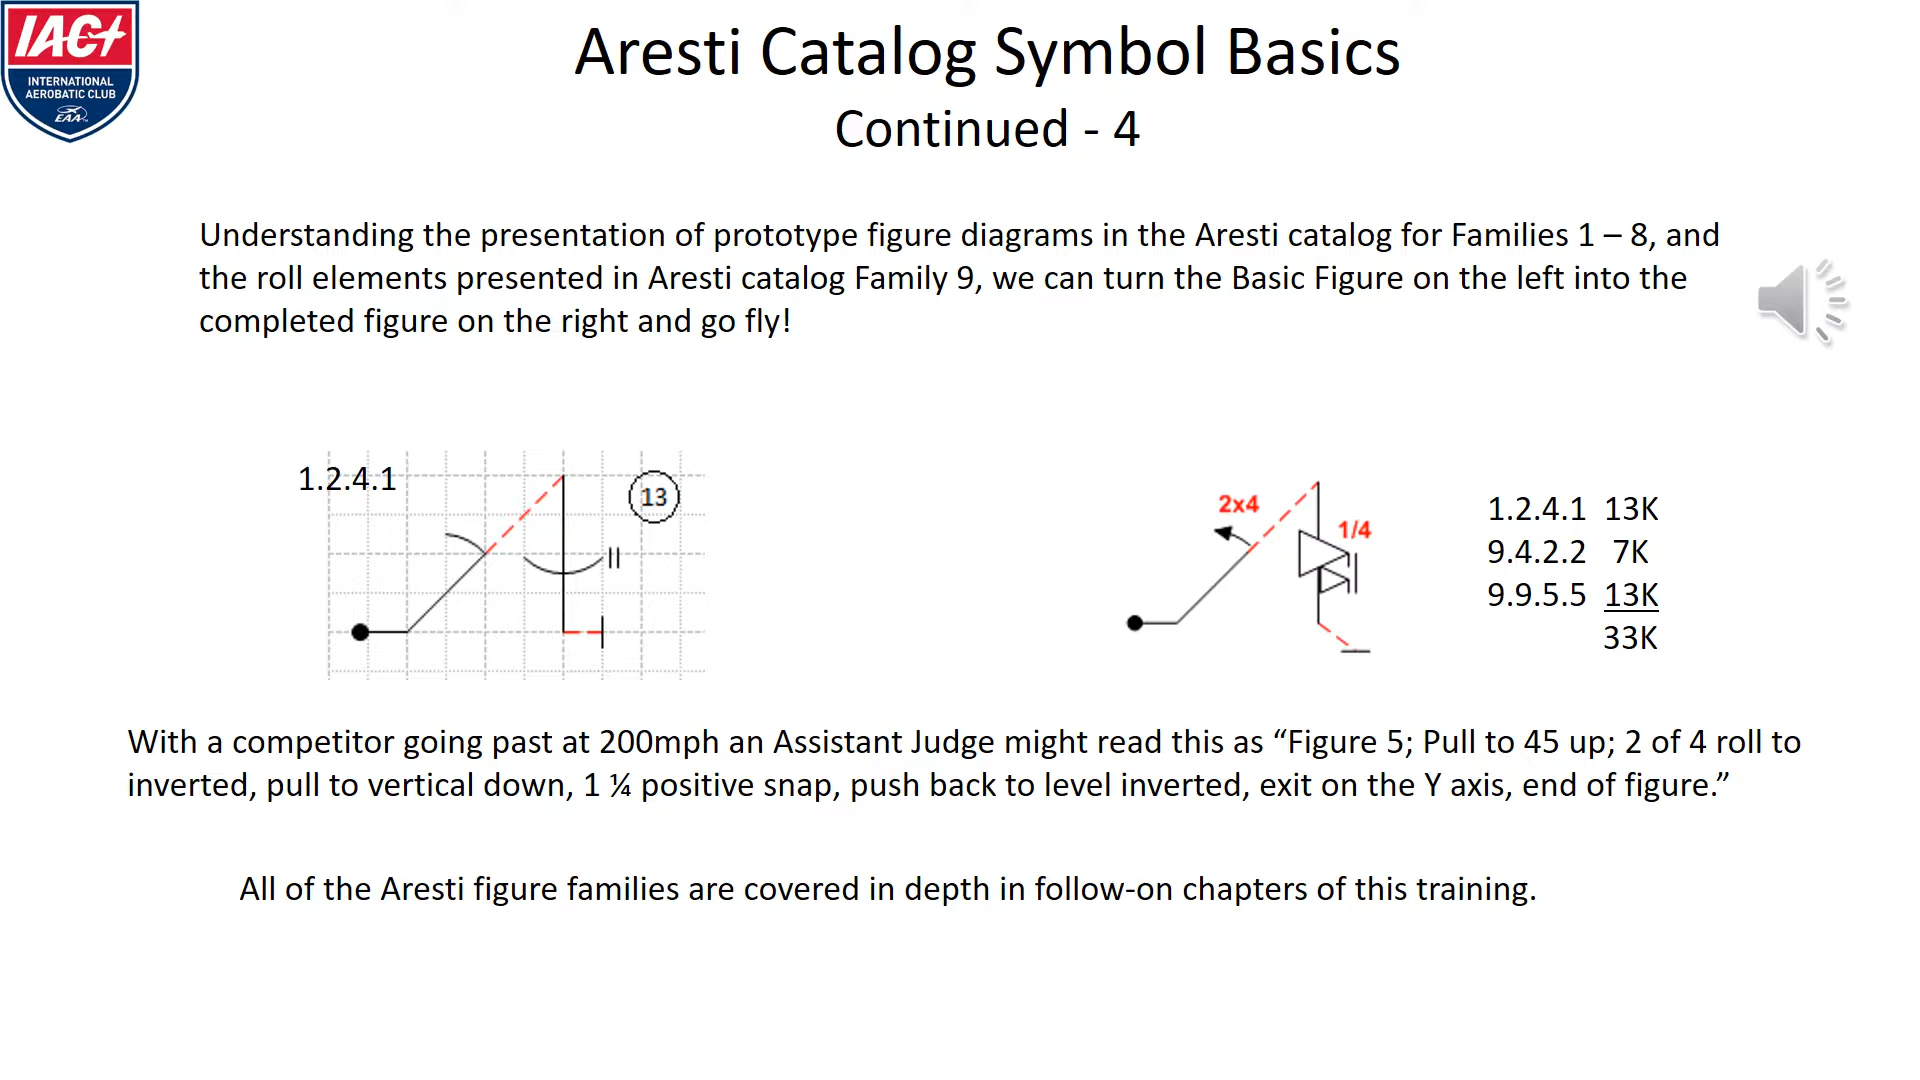 IAC
INTERNATIONAL
AEROBATIC CLUB
EAA
Aresti Catalog Symbol Basics
Continued - 4
Understanding the presentation of prototype figure diagrams in the Aresti catalog for Families 1 – 8, and
the roll elements presented in Aresti catalog Family 9, we can turn the Basic Figure on the left into the
completed figure on the right and go fly!
1.2.4.1
13
2x4
1/4
1.2.4.1 13K
9.4.2.2 7K
9.9.5.5 13K
33K
With a competitor going past at 200mph an Assistant Judge might read this as “Figure 5; Pull to 45 up; 2 of 4 roll to
inverted, pull to vertical down, 1 ¼ positive snap, push back to level inverted, exit on the Y axis, end of figure.”
All of the Aresti figure families are covered in depth in follow-on chapters of this training.